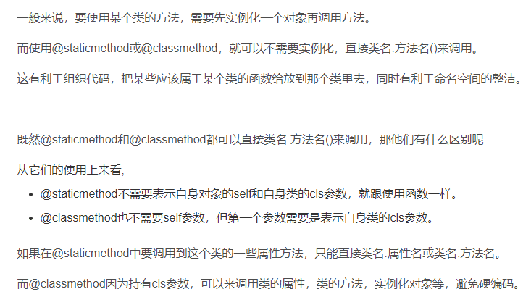 一般来说，要使用某个类的方法，需要先实例化一个对象再调用方法。
而使用@staticmethod或@classmethod，就可以不需要实例化，直接类名.方法名()来调用。
这有利于组织代码，把某些应该属于某个类的函数给放到那个类里去，同时有利于命名空间的整洁。
既然@staticmethod和@classmethod都可以直接类名.方法名()来调用，那他们有什么区别呢
从它们的使用上来看,
• @staticmethod不需要表示自身对象的self和自身类的cls参数，就跟使用函数一样。
• @classmethod也不需要self参数，但第一个参数需要是表示自身类的cls参数。
如果在@staticmethod中要调用到这个类的一些属性方法，只能直接类名.属性名或类名.方法名。
而@classmethod因为持有cls参数，可以来调用类的属性，类的方法，实例化对象等，避免硬编码。